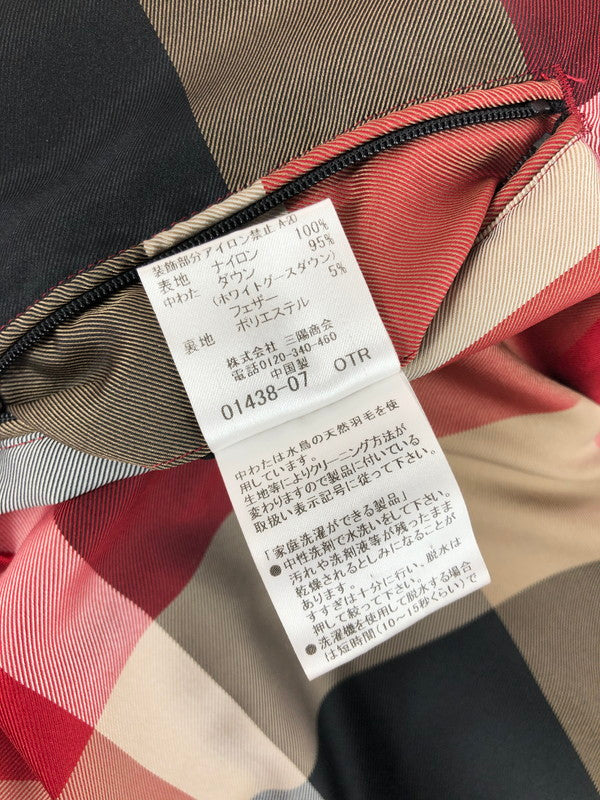 装飾部分アイロン禁止 A-20
表地 ナイロン 100%
中わた ダウン 95%
(ホワイトグースダウン)
フェザー 5%
裏地 ポリエステル
株式会社 三陽商会
電話0120-340-460
中国製
01438-07 OTR
中わたは水鳥の天然羽毛を使
用しています。
生地等によりクリーニング方法が
変わりますので製品に付いている
取扱い表示記号に従って下さい。
「家庭洗濯ができる製品」
●中性洗剤で水洗いをして下さい。
汚れや洗剤液等が残ったまま
乾燥されるとしみになることが
あります。
すすぎは十分に行い、脱水は
押して絞って下さい。
●洗濯機を使用して脱水する場合
は短時間(10~15秒くらい)で